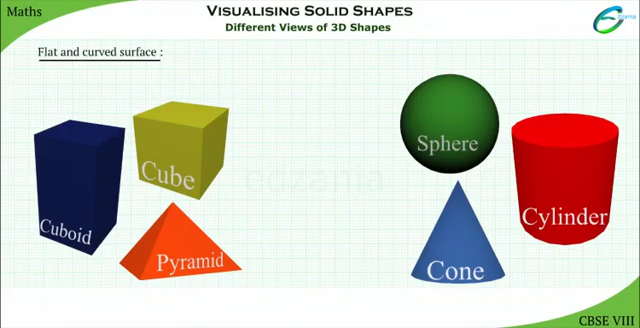 Maths
VISUALISING SOLID SHAPES
Different Views of 3D Shapes
Edzania
Flat and curved surface :
Cuboid
Cube
Pyramid
edzania
Sphere
Cone
Cylinder
CBSE VIII